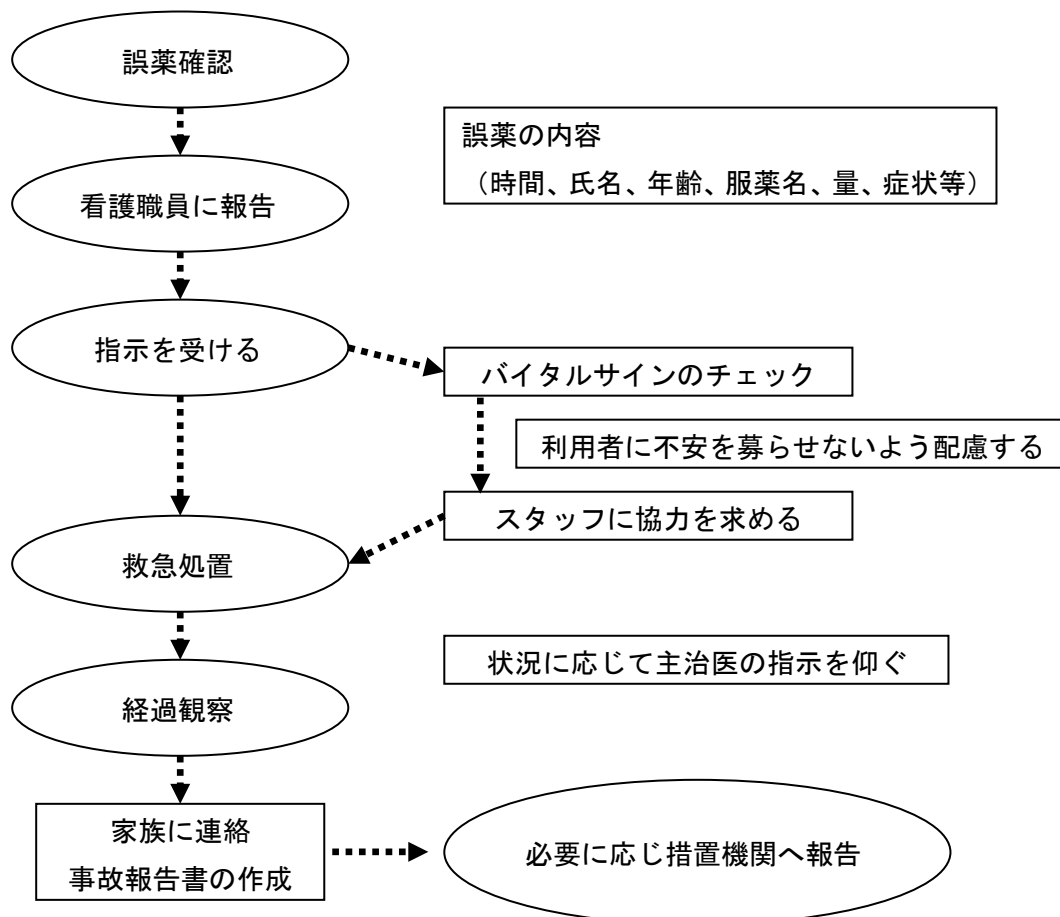 誤薬確認
誤薬の内容
（時間、氏名、年齢、服薬名、量、症状等）
看護職員に報告
指示を受ける
バイタルサインのチェック
利用者に不安を募らせないよう配慮する
スタッフに協力を求める
救急処置
状況に応じて主治医の指示を仰ぐ
経過観察
家族に連絡
事故報告書の作成
必要に応じ措置機関へ報告